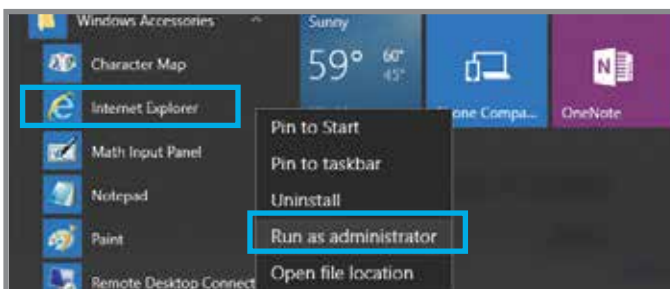 Windows Accessories
Character Map
Internet Explorer
Math Input Panel
Notepad
Paint
Remote Desktop Connect
Sunny
59° 60°
45°
one Compa...
OneNote
Pin to Start
Pin to taskbar
Uninstall
Run as administrator
Open file location